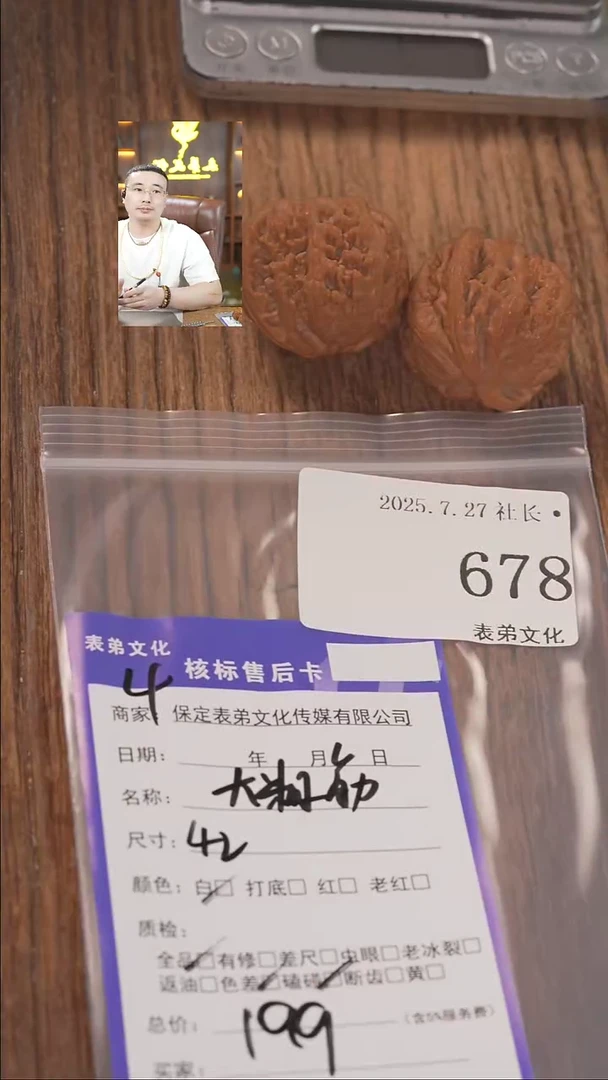 2025.7.27 社长 •
678
表弟文化
表弟文化
核标售后卡
4
商家: 保定表弟文化传媒有限公司
日期: 年 月 6 日
名称: 大粗筋
尺寸: 42
颜色: 白□ 打底□ 红□ 老红□
质检:
全品□有修□差尺□虫眼□老冰裂□
返油□色差□磕碰□断齿□黄□
总价: 199 (含5%服务费)
买家: